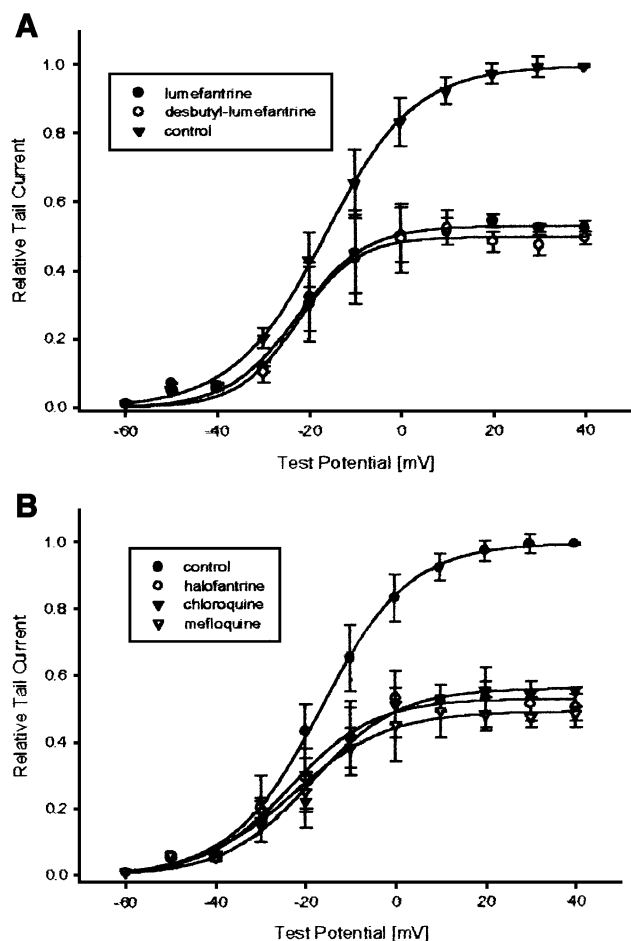 A
1.0
0.8
0.6
0.4
0.2
0.0
Relative Tail Current
lumefantrine
desbutyl-lumefantrine
control
-60
-40
-20
0
20
40
Test Potential [mV]
B
1.0
0.8
0.6
0.4
0.2
0.0
Relative Tail Current
control
halofantrine
chloroquine
mefloquine
-60
-40
-20
0
20
40
Test Potential [mV]